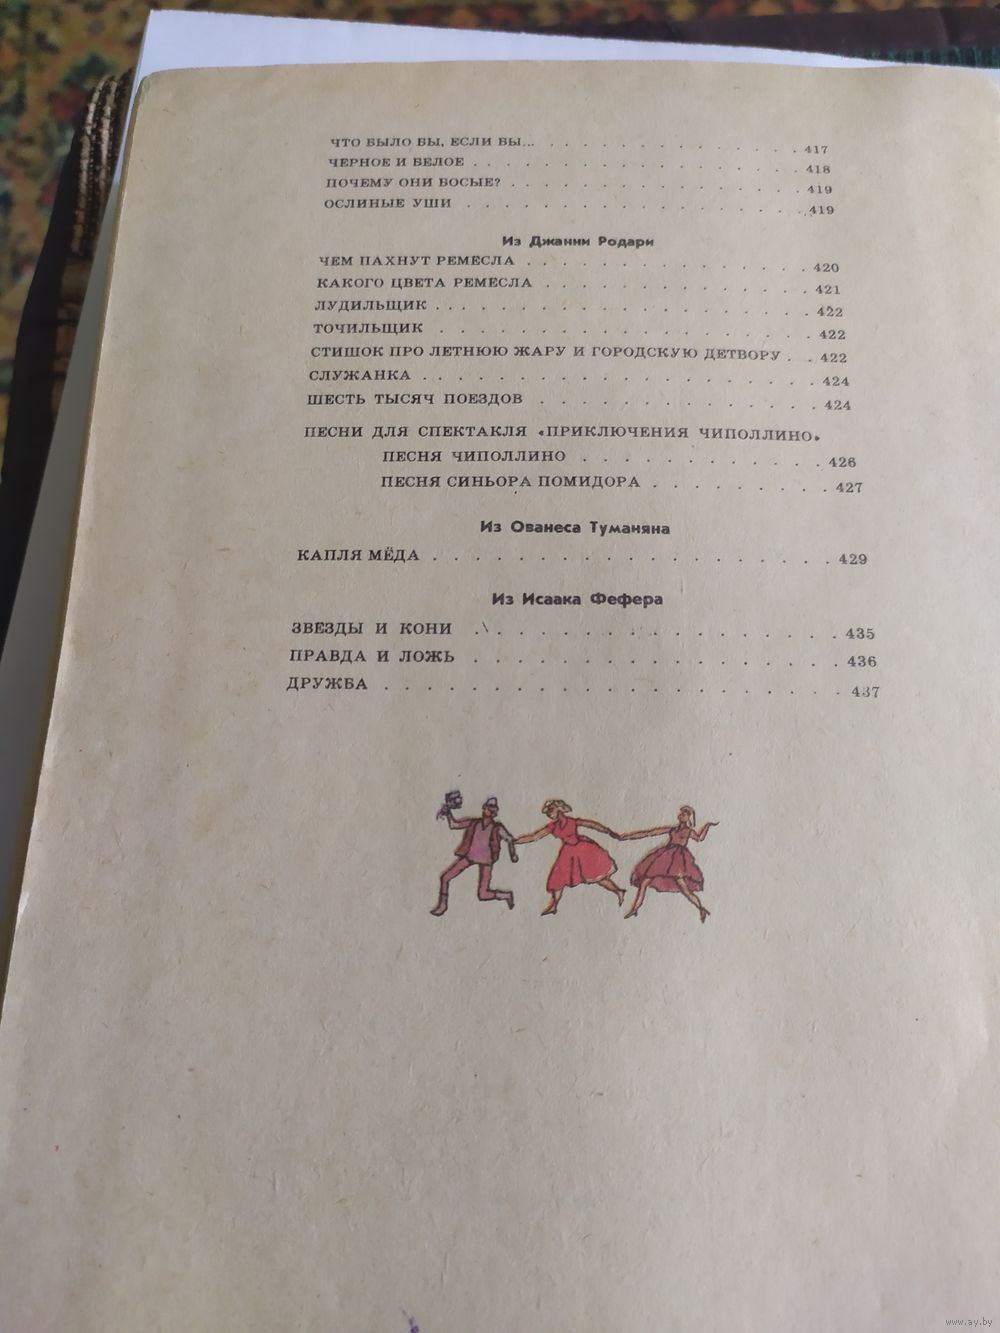 ЧТО БЫЛО БЫ, ЕСЛИ БЫ... . . . . . . . . . . . 417
ЧЕРНОЕ И БЕЛОЕ . . . . . . . . . . . . . . 418
ПОЧЕМУ ОНИ БОСЫЕ? . . . . . . . . . . . . . 419
ОСЛИНЫЕ УШИ . . . . . . . . . . . . . . . 419
Из Джанни Родари
ЧЕМ ПАХНУТ РЕМЕСЛА . . . . . . . . . . . . . 420
КАКОГО ЦВЕТА РЕМЕСЛА . . . . . . . . . . . . 421
ЛУДИЛЬЩИК . . . . . . . . . . . . . . . . 422
ТОЧИЛЬЩИК . . . . . . . . . . . . . . . . 422
СТИШОК ПРО ЛЕТНЮЮ ЖАРУ И ГОРОДСКУЮ ДЕТВОРУ . . 422
СЛУЖАНКА . . . . . . . . . . . . . . . . . 424
ШЕСТЬ ТЫСЯЧ ПОЕЗДОВ . . . . . . . . . . . . 424
ПЕСНИ ДЛЯ СПЕКТАКЛЯ «ПРИКЛЮЧЕНИЯ ЧИПОЛЛИНО»
ПЕСНЯ ЧИПОЛЛИНО . . . . . . . . . . 426
ПЕСНЯ СИНЬОРА ПОМИДОРА . . . . . . . . 427
Из Ованеса Туманяна
КАПЛЯ МЁДА . . . . . . . . . . . . . . . . 429
Из Исаака Фефера
ЗВЕЗДЫ И КОНИ . . . . . . . . . . . . . . . 435
ПРАВДА И ЛОЖЬ . . . . . . . . . . . . . . . 436
ДРУЖБА . . . . . . . . . . . . . . . . . . 437
www.ay.by